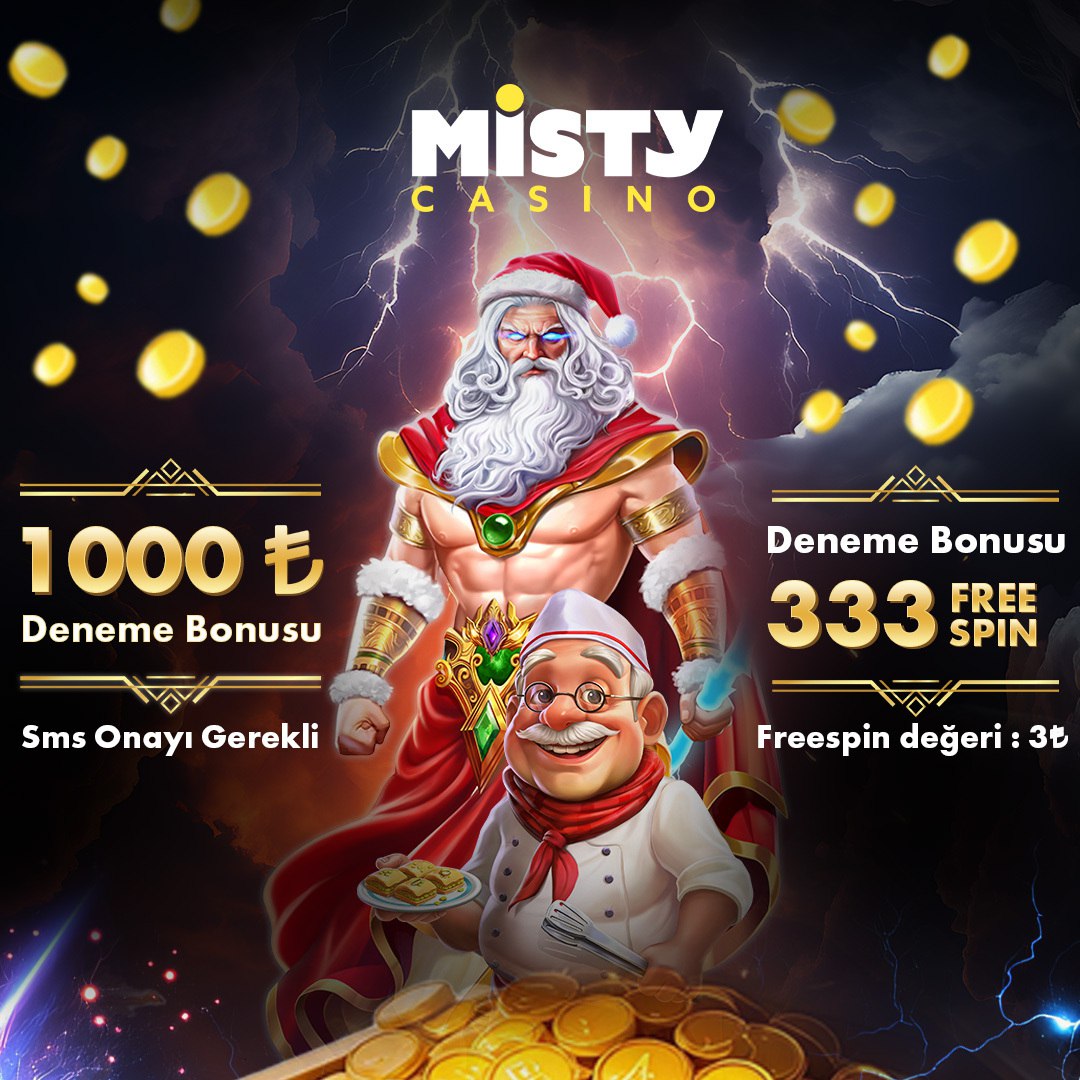 MiSTY
CASINO
1000 ₺
Deneme Bonusu
Sms Onayı Gerekli
Deneme Bonusu
333 FREE
SPIN
Freespin değeri : 3₺